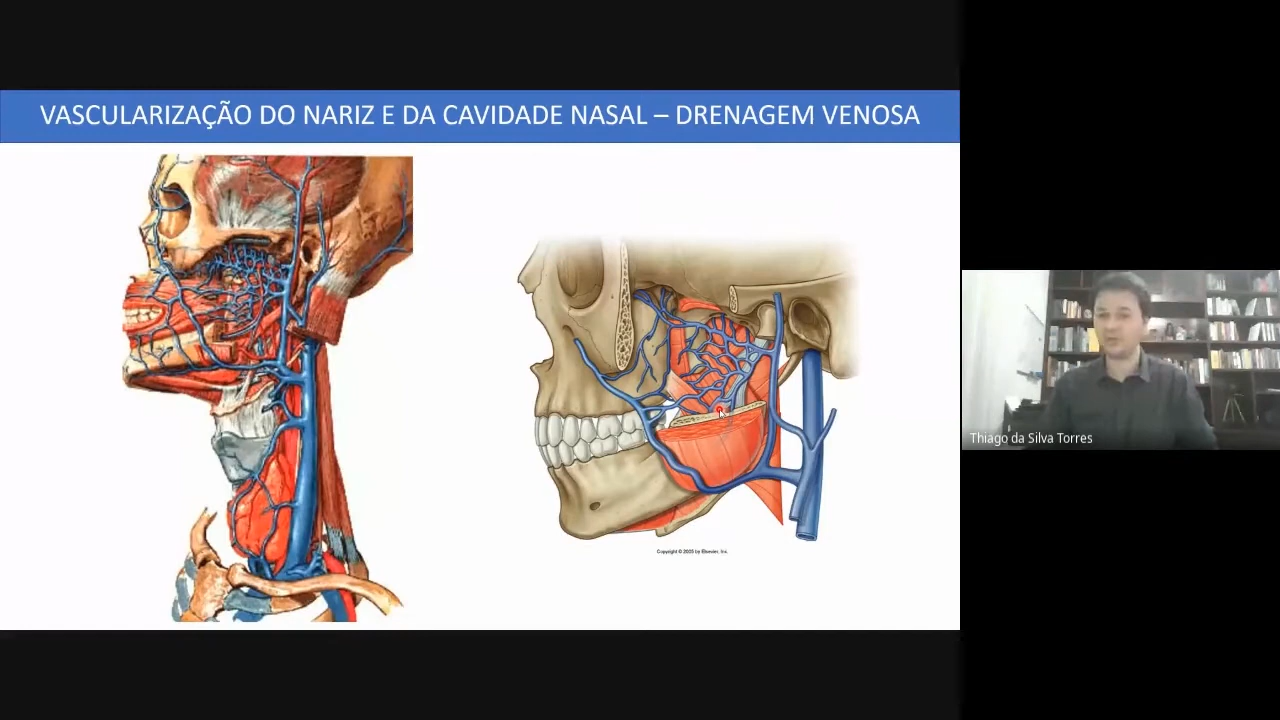 VASCULARIZAÇÃO DO NARIZ E DA CAVIDADE NASAL – DRENAGEM VENOSA
Copyright © 2005 by Elsevier, Inc.
Thiago da Silva Torres